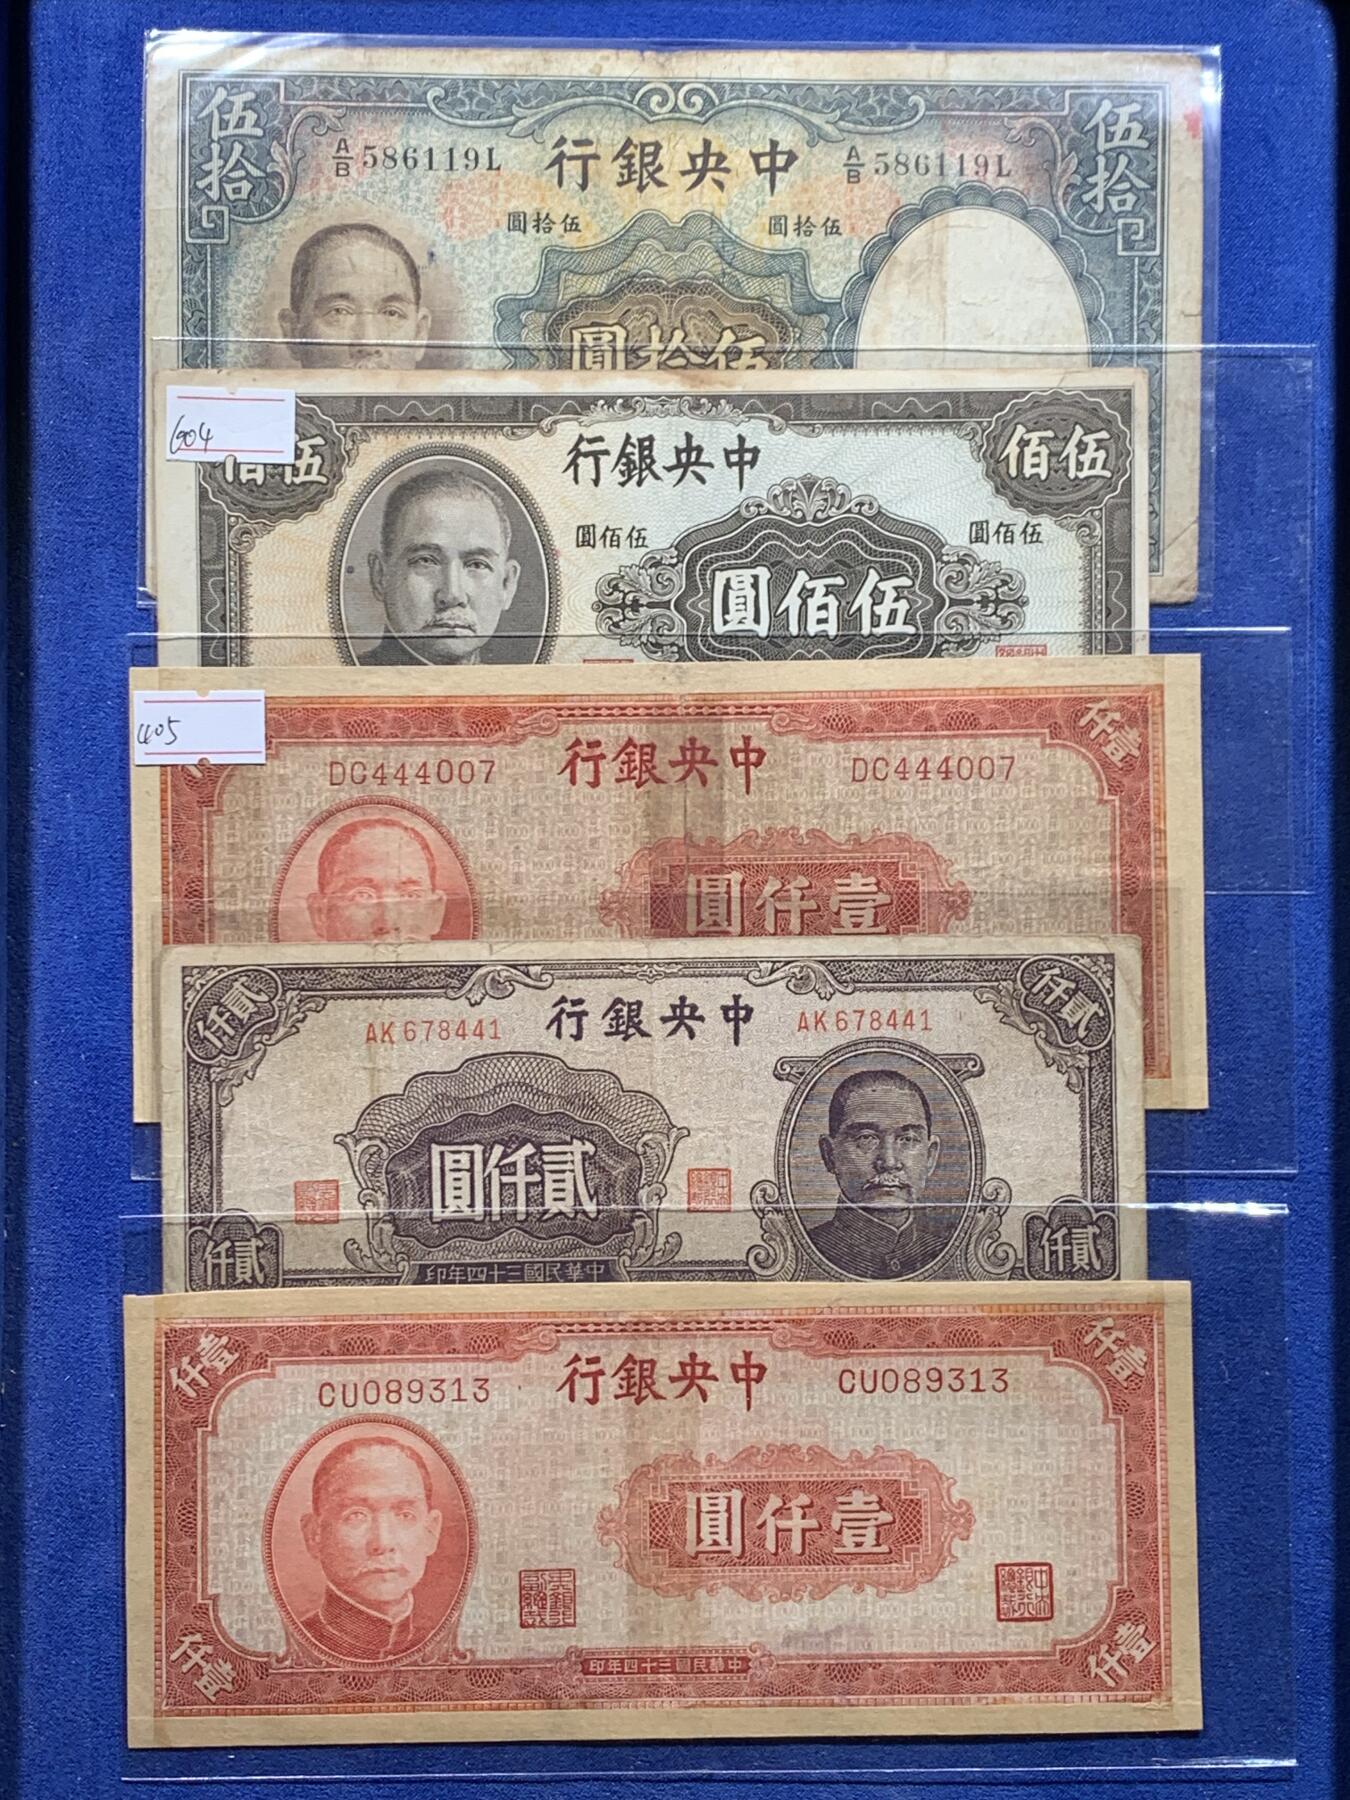 伍拾
A/B 586119L
行銀央中
A/B 586119L
伍拾
圓拾伍
圓拾伍
圓拾伍
604
佰伍
行銀央中
佰伍
圓佰伍
圓佰伍
圓佰伍
405
行銀央中
仟壹
DC444007
DC444007
圓仟壹
仟貳
行銀央中
仟貳
AK678441
AK678441
圓仟貳
仟貳
印年四十三國民華中
仟貳
仟壹
行銀央中
仟壹
CU089313
CU089313
圓仟壹
仟壹
印年四十三國民華中
仟壹